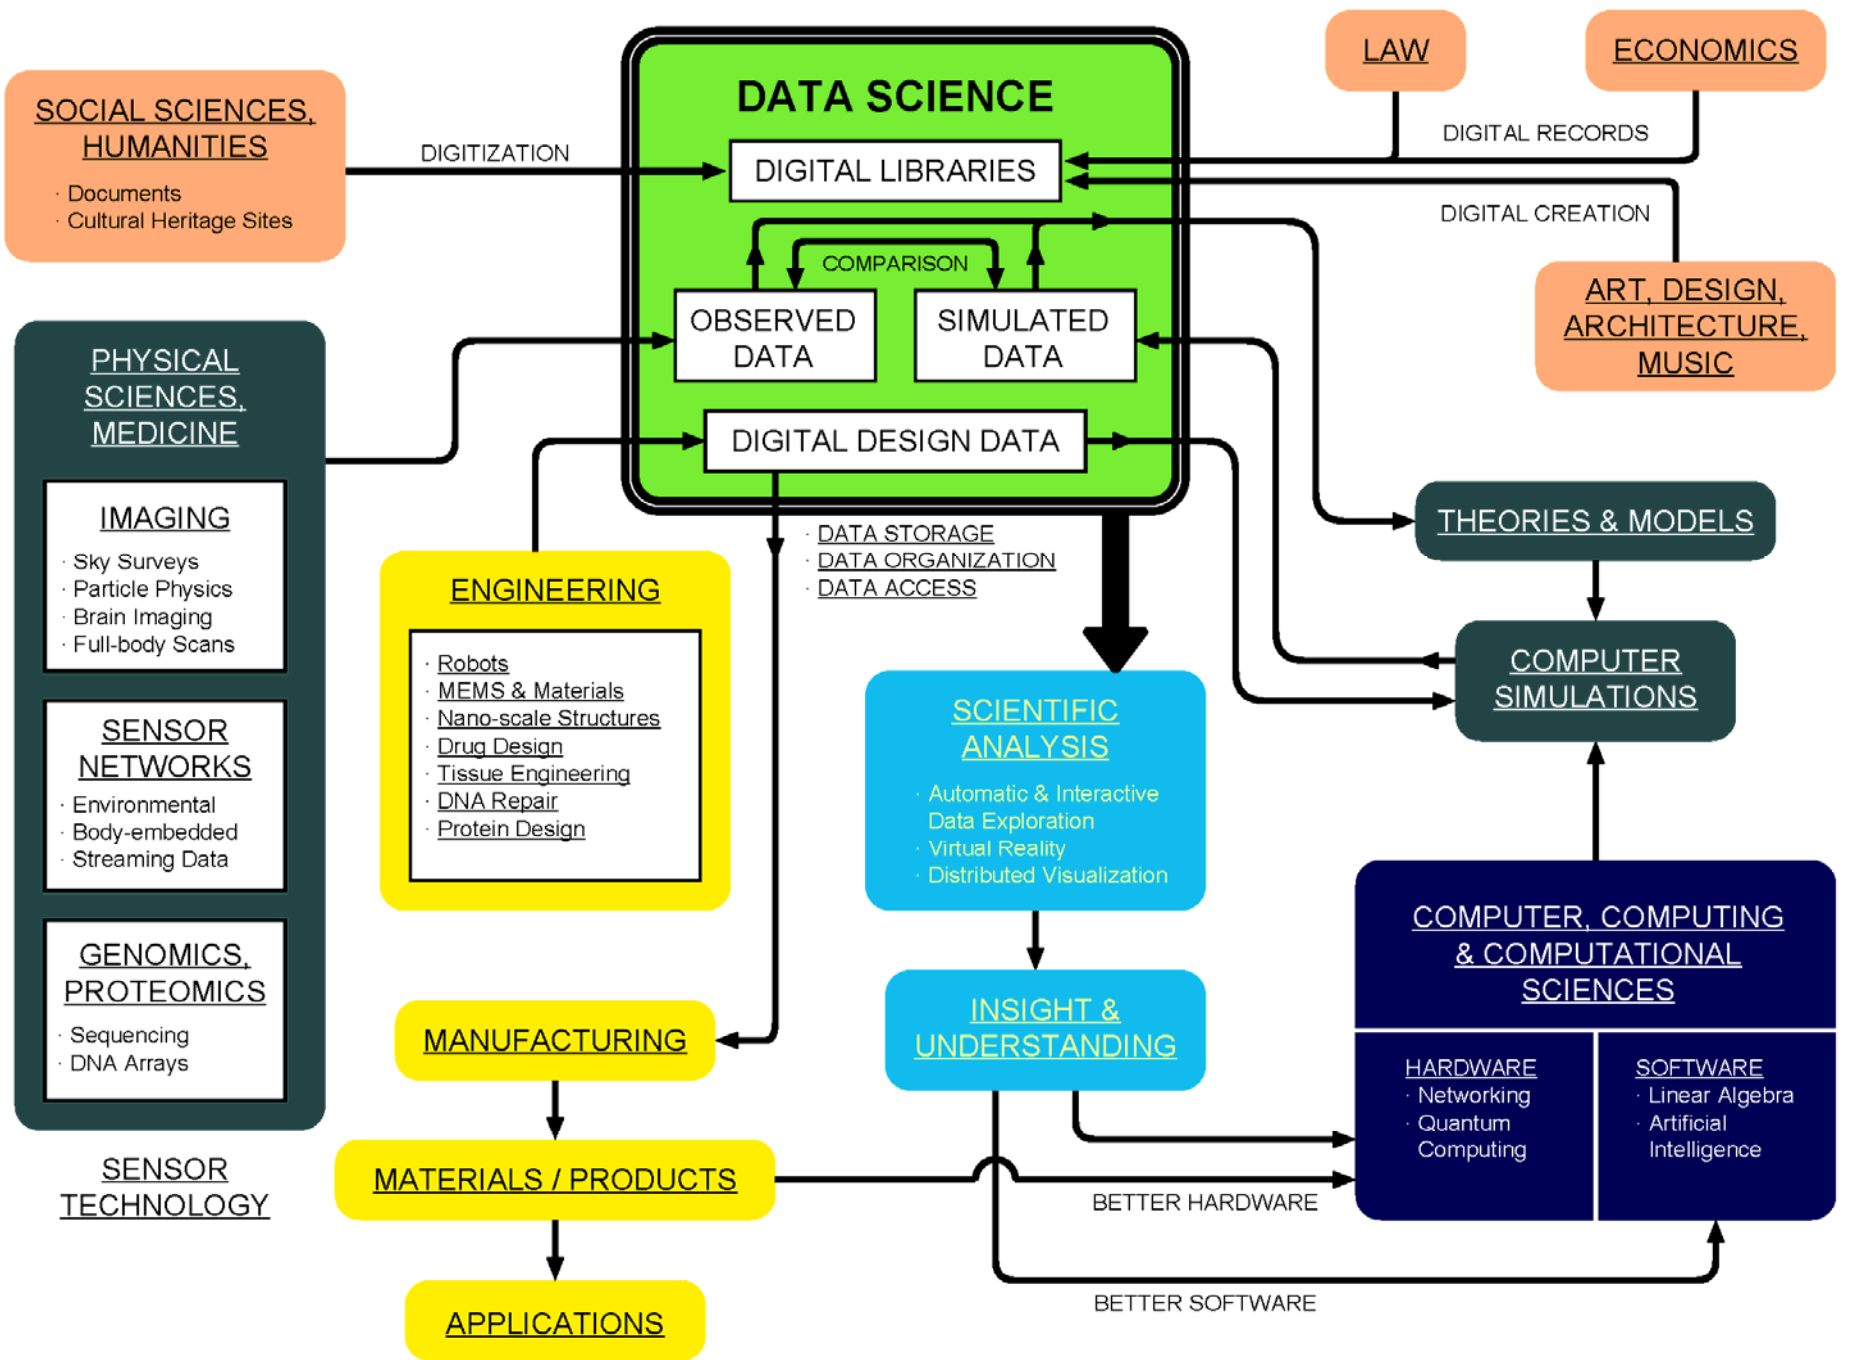 DATA SCIENCE
LAW
ECONOMICS
SOCIAL SCIENCES,
HUMANITIES
· Documents
· Cultural Heritage Sites
DIGITIZATION
DIGITAL LIBRARIES
DIGITAL RECORDS
DIGITAL CREATION
ART, DESIGN,
ARCHITECTURE,
MUSIC
COMPARISON
OBSERVED
DATA
SIMULATED
DATA
DIGITAL DESIGN DATA
PHYSICAL
SCIENCES,
MEDICINE
IMAGING
· Sky Surveys
· Particle Physics
· Brain Imaging
· Full-body Scans
SENSOR
NETWORKS
· Environmental
· Body-embedded
· Streaming Data
GENOMICS,
PROTEOMICS
· Sequencing
· DNA Arrays
SENSOR
TECHNOLOGY
ENGINEERING
· Robots
· MEMS & Materials
· Nano-scale Structures
· Drug Design
· Tissue Engineering
· DNA Repair
· Protein Design
· DATA STORAGE
· DATA ORGANIZATION
· DATA ACCESS
THEORIES & MODELS
COMPUTER
SIMULATIONS
SCIENTIFIC
ANALYSIS
· Automatic & Interactive
Data Exploration
· Virtual Reality
· Distributed Visualization
INSIGHT &
UNDERSTANDING
COMPUTER, COMPUTING
& COMPUTATIONAL
SCIENCES
HARDWARE
· Networking
· Quantum
Computing
SOFTWARE
· Linear Algebra
· Artificial
Intelligence
MANUFACTURING
MATERIALS / PRODUCTS
APPLICATIONS
BETTER HARDWARE
BETTER SOFTWARE